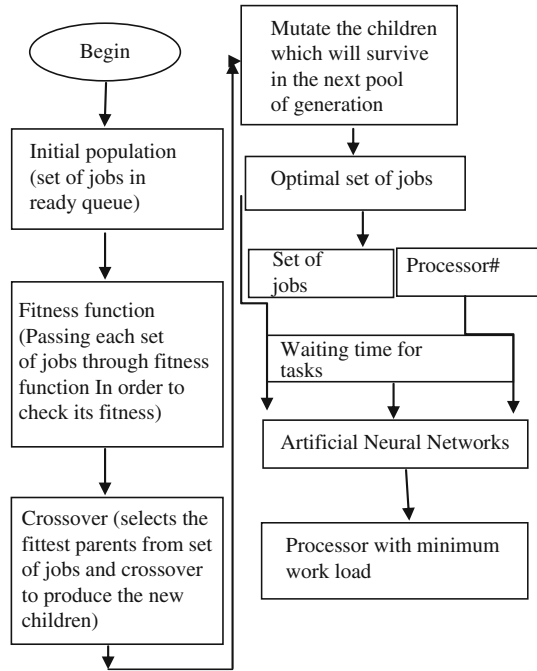 Begin
Initial population
(set of jobs in
ready queue)
Fitness function
(Passing each set
of jobs through fitness
function In order to
check its fitness)
Crossover (selects the
fittest parents from set
of jobs and crossover
to produce the new
children)
Mutate the children
which will survive
in the next pool
of generation
Optimal set of jobs
Set of
jobs
Processor#
Waiting time for
tasks
Artificial Neural Networks
Processor with minimum
work load